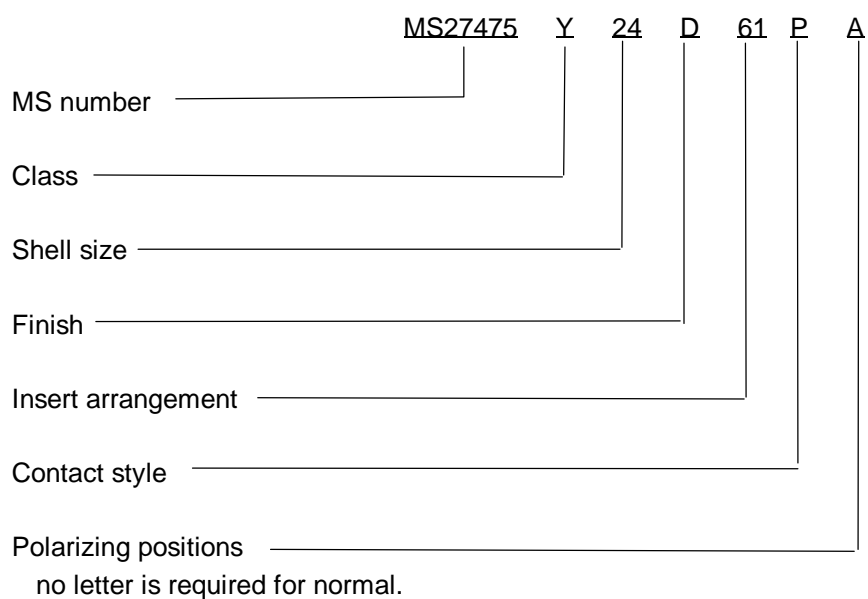 MS27475 Y 24 D 61 P A
MS number
Class
Shell size
Finish
Insert arrangement
Contact style
Polarizing positions
no letter is required for normal.